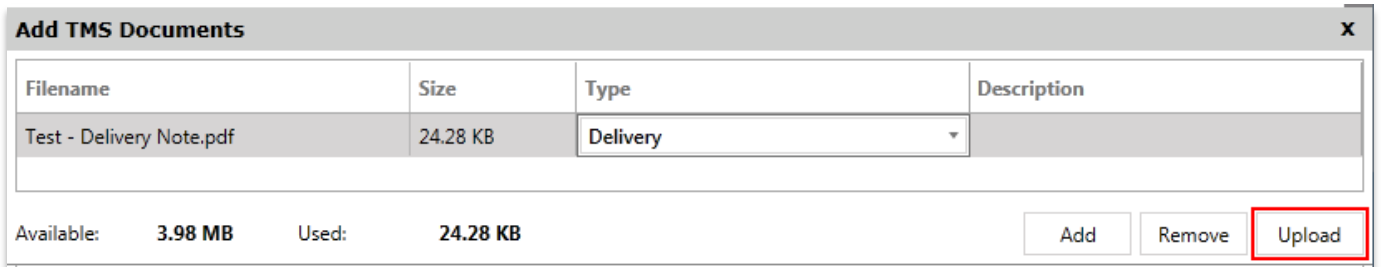 Add TMS Documents x
Filename Size Type Description
Test - Delivery Note.pdf 24.28 KB Delivery
Available: 3.98 MB Used: 24.28 KB Add Remove Upload